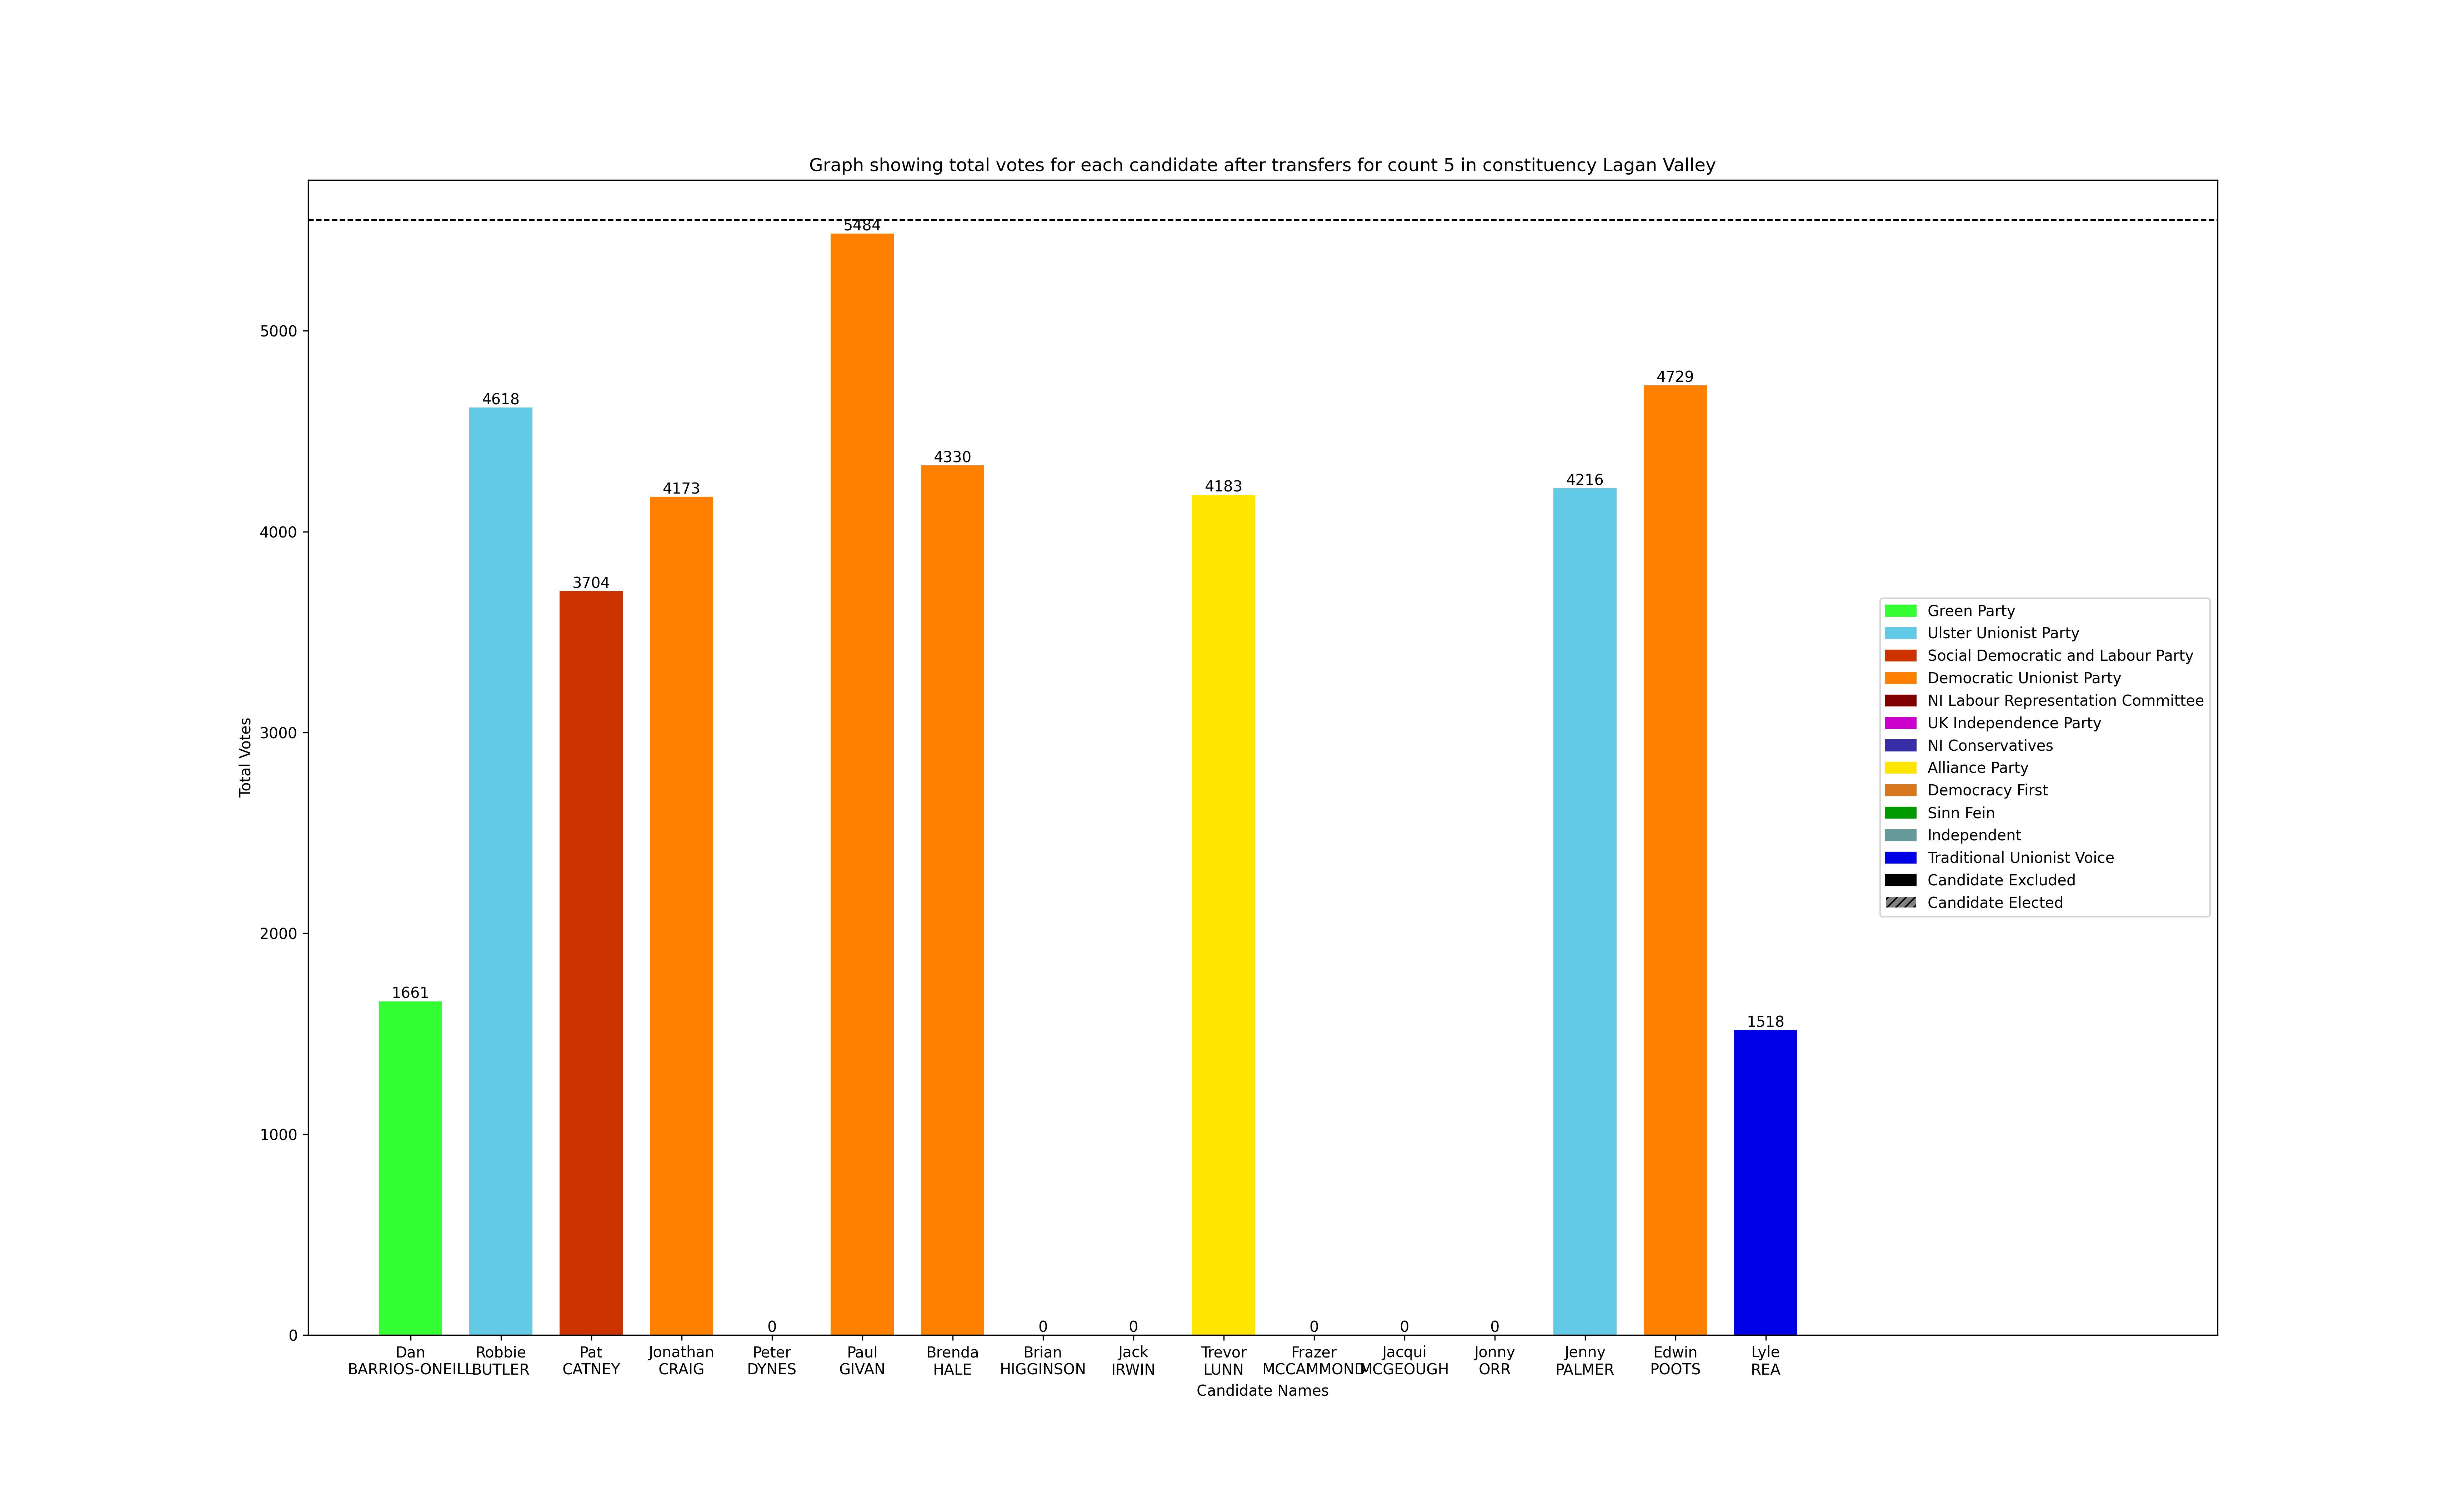 Graph showing total votes for each candidate after transfers for count 5 in constituency Lagan Valley
Total Votes
5000
4000
3000
2000
1000
0
1661
4618
3704
4173
0
5484
4330
0
0
4183
0
0
0
4216
4729
1518
Dan
BARRIOS-ONEILL
Robbie
BUTLER
Pat
CATNEY
Jonathan
CRAIG
Peter
DYNES
Paul
GIVAN
Brenda
HALE
Brian
HIGGINSON
Jack
IRWIN
Trevor
LUNN
Frazer
MCCAMMOND
Jacqui
MCGEOUGH
Jonny
ORR
Jenny
PALMER
Edwin
POOTS
Lyle
REA
Candidate Names
Green Party
Ulster Unionist Party
Social Democratic and Labour Party
Democratic Unionist Party
NI Labour Representation Committee
UK Independence Party
NI Conservatives
Alliance Party
Democracy First
Sinn Fein
Independent
Traditional Unionist Voice
Candidate Excluded
Candidate Elected